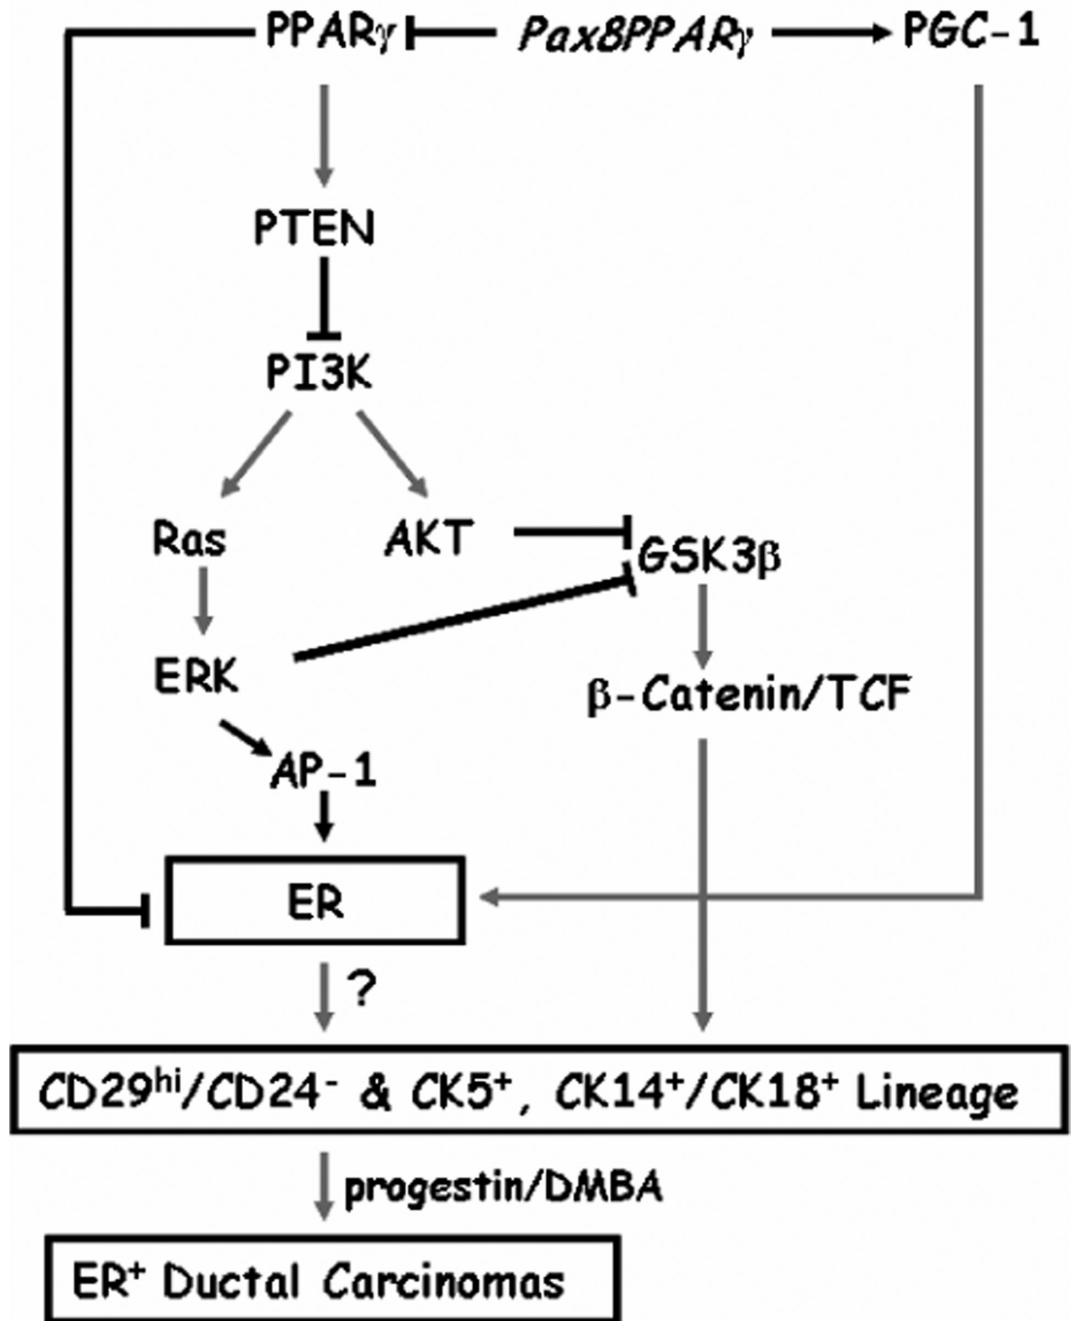 PPARγ Pax8PPARγ PGC-1
PTEN
PI3K
Ras AKT GSK3β
ERK β-Catenin/TCF
AP-1
ER
?
CD29hi/CD24- & CK5+, CK14+/CK18+ Lineage
progestin/DMBA
ER+ Ductal Carcinomas